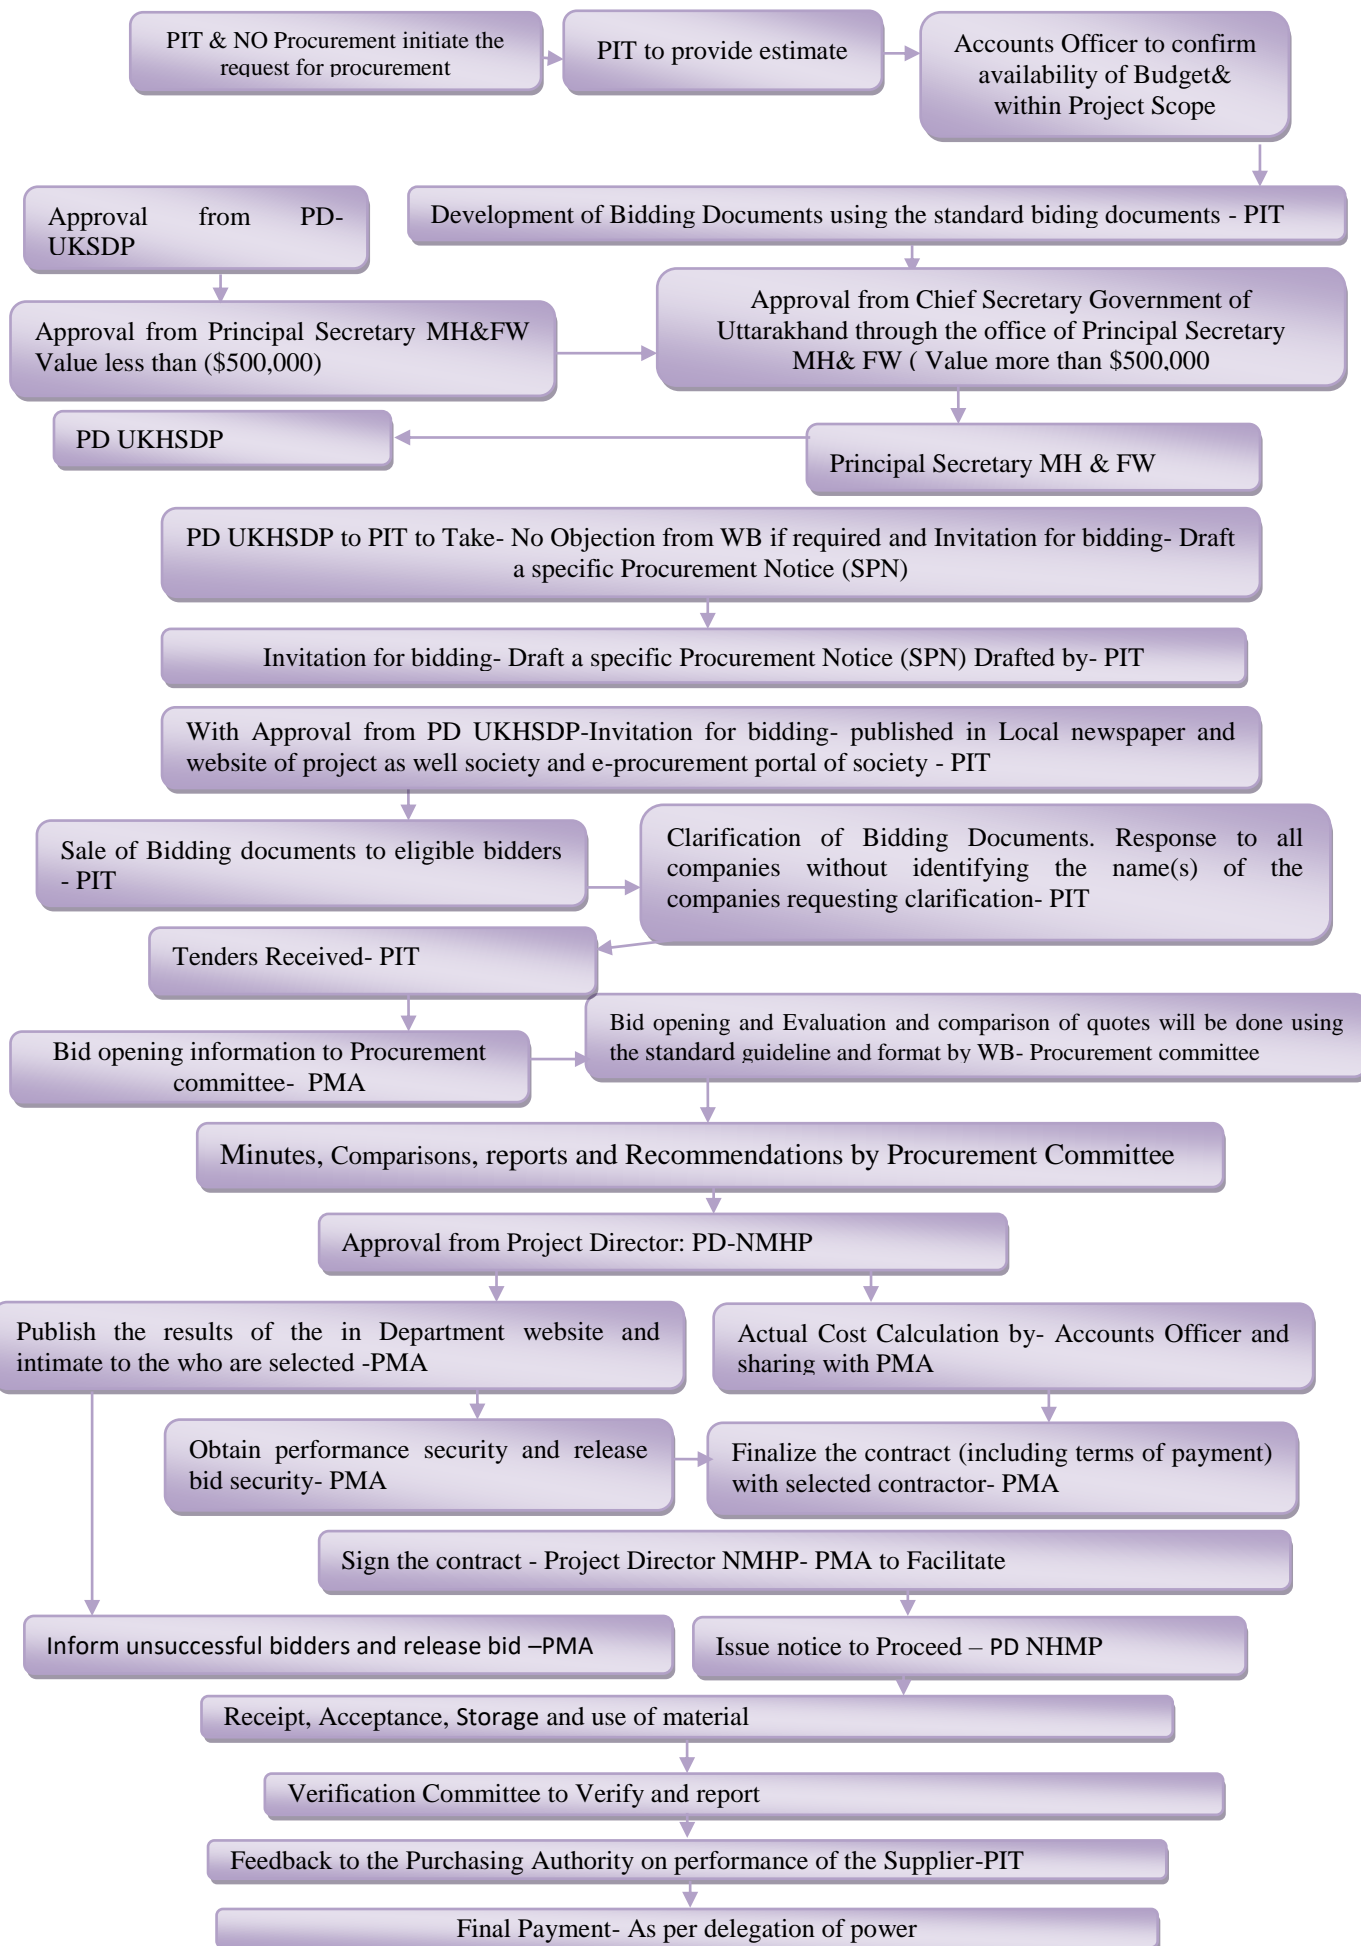 PIT & NO Procurement initiate the
request for procurement
PIT to provide estimate
Accounts Officer to confirm
availability of Budget&
within Project Scope
Approval from PD-
UKSDP
Development of Bidding Documents using the standard biding documents - PIT
Approval from Principal Secretary MH&FW
Value less than ($500,000)
Approval from Chief Secretary Government of
Uttarakhand through the office of Principal Secretary
MH& FW ( Value more than $500,000
PD UKHSDP
Principal Secretary MH & FW
PD UKHSDP to PIT to Take- No Objection from WB if required and Invitation for bidding- Draft
a specific Procurement Notice (SPN)
Invitation for bidding- Draft a specific Procurement Notice (SPN) Drafted by- PIT
With Approval from PD UKHSDP-Invitation for bidding- published in Local newspaper and
website of project as well society and e-procurement portal of society - PIT
Sale of Bidding documents to eligible bidders
- PIT
Clarification of Bidding Documents. Response to all
companies without identifying the name(s) of the
companies requesting clarification- PIT
Tenders Received- PIT
Bid opening information to Procurement
committee- PMA
Bid opening and Evaluation and comparison of quotes will be done using
the standard guideline and format by WB- Procurement committee
Minutes, Comparisons, reports and Recommendations by Procurement Committee
Approval from Project Director: PD-NMHP
Publish the results of the in Department website and
intimate to the who are selected -PMA
Actual Cost Calculation by- Accounts Officer and
sharing with PMA
Obtain performance security and release
bid security- PMA
Finalize the contract (including terms of payment)
with selected contractor- PMA
Sign the contract - Project Director NMHP- PMA to Facilitate
Inform unsuccessful bidders and release bid –PMA
Issue notice to Proceed – PD NHMP
Receipt, Acceptance, Storage and use of material
Verification Committee to Verify and report
Feedback to the Purchasing Authority on performance of the Supplier-PIT
Final Payment- As per delegation of power